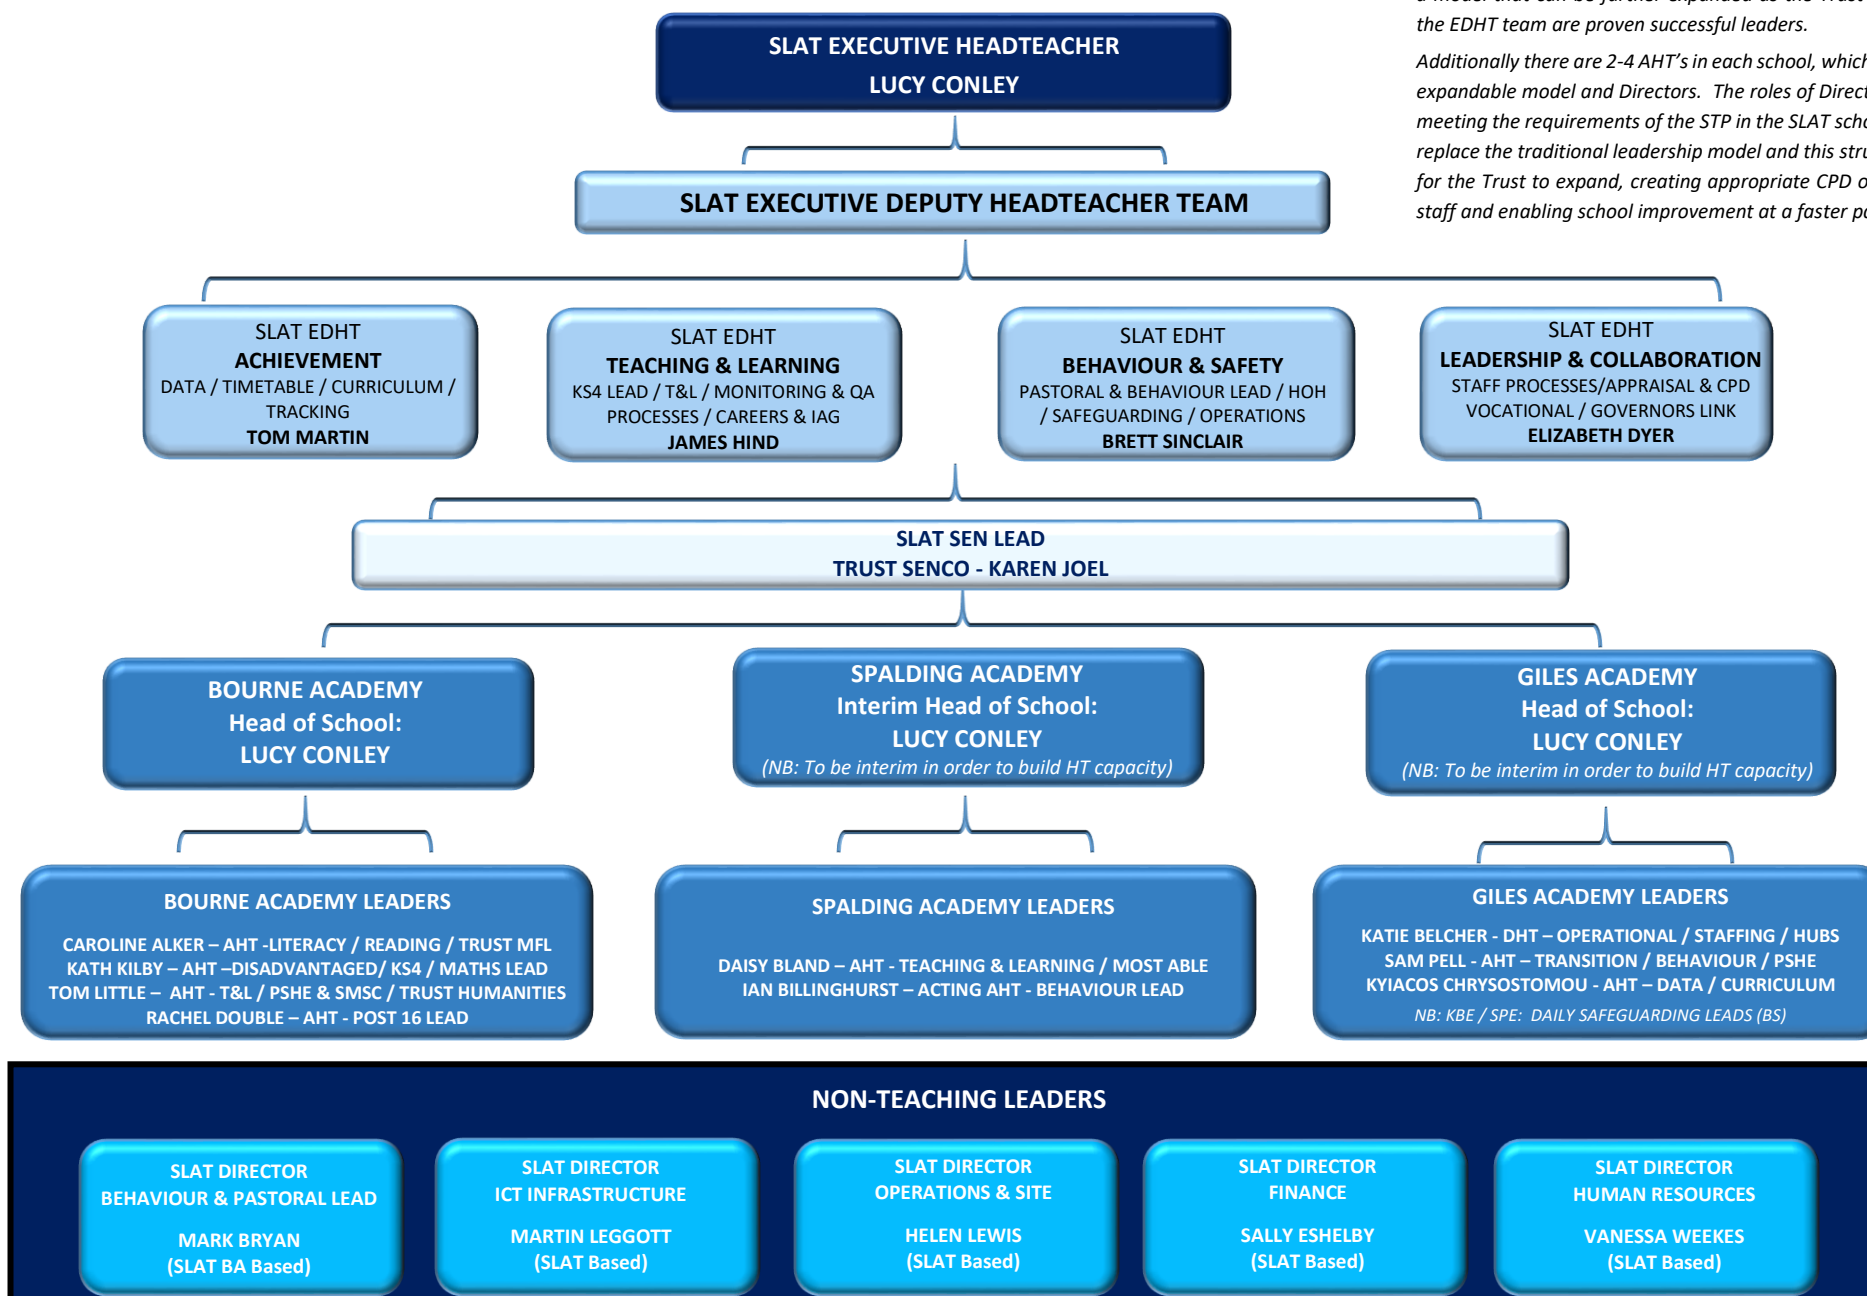 a model that can be further expanded as the Trust
the EDHT team are proven successful leaders.
Additionally there are 2-4 AHT's in each school, which
expandable model and Directors. The roles of
meeting the requirements of the STP in the SLAT
replace the traditional leadership model and this
for the Trust to expand, creating appropriate CPD
staff and enabling school improvement at a faster
SLAT EXECUTIVE HEADTEACHER
LUCY CONLEY
SLAT EXECUTIVE DEPUTY HEADTEACHER TEAM
SLAT EDHT
ACHIEVEMENT
DATA / TIMETABLE / CURRICULUM /
TRACKING
TOM MARTIN
SLAT EDHT
TEACHING & LEARNING
KS4 LEAD / T&L / MONITORING & QA
PROCESSES / CAREERS & IAG
JAMES HIND
SLAT EDHT
BEHAVIOUR & SAFETY
PASTORAL & BEHAVIOUR LEAD / HOH
/ SAFEGUARDING / OPERATIONS
BRETT SINCLAIR
SLAT EDHT
LEADERSHIP & COLLABORATION
STAFF PROCESSES/APPRAISAL & CPD
VOCATIONAL / GOVERNORS LINK
ELIZABETH DYER
SLAT SEN LEAD
TRUST SENCO - KAREN JOEL
BOURNE ACADEMY
Head of School:
LUCY CONLEY
SPALDING ACADEMY
Interim Head of School:
LUCY CONLEY
(NB: To be interim in order to build HT capacity)
GILES ACADEMY
Head of School:
LUCY CONLEY
(NB: To be interim in order to build HT capacity)
BOURNE ACADEMY LEADERS
CAROLINE ALKER – AHT -LITERACY / READING / TRUST MFL
KATH KILBY – AHT –DISADVANTAGED/ KS4 / MATHS LEAD
TOM LITTLE – AHT - T&L / PSHE & SMSC / TRUST HUMANITIES
RACHEL DOUBLE – AHT - POST 16 LEAD
SPALDING ACADEMY LEADERS
DAISY BLAND – AHT - TEACHING & LEARNING / MOST ABLE
IAN BILLINGHURST – ACTING AHT - BEHAVIOUR LEAD
GILES ACADEMY LEADERS
KATIE BELCHER - DHT – OPERATIONAL / STAFFING / HUBS
SAM PELL - AHT – TRANSITION / BEHAVIOUR / PSHE
KYIACOS CHRYSOSTOMOU - AHT – DATA / CURRICULUM
NB: KBE / SPE: DAILY SAFEGUARDING LEADS (BS)
NON-TEACHING LEADERS
SLAT DIRECTOR
BEHAVIOUR & PASTORAL LEAD
MARK BRYAN
(SLAT BA Based)
SLAT DIRECTOR
ICT INFRASTRUCTURE
MARTIN LEGGOTT
(SLAT Based)
SLAT DIRECTOR
OPERATIONS & SITE
HELEN LEWIS
(SLAT Based)
SLAT DIRECTOR
FINANCE
SALLY ESHELBY
(SLAT Based)
SLAT DIRECTOR
HUMAN RESOURCES
VANESSA WEEKES
(SLAT Based)